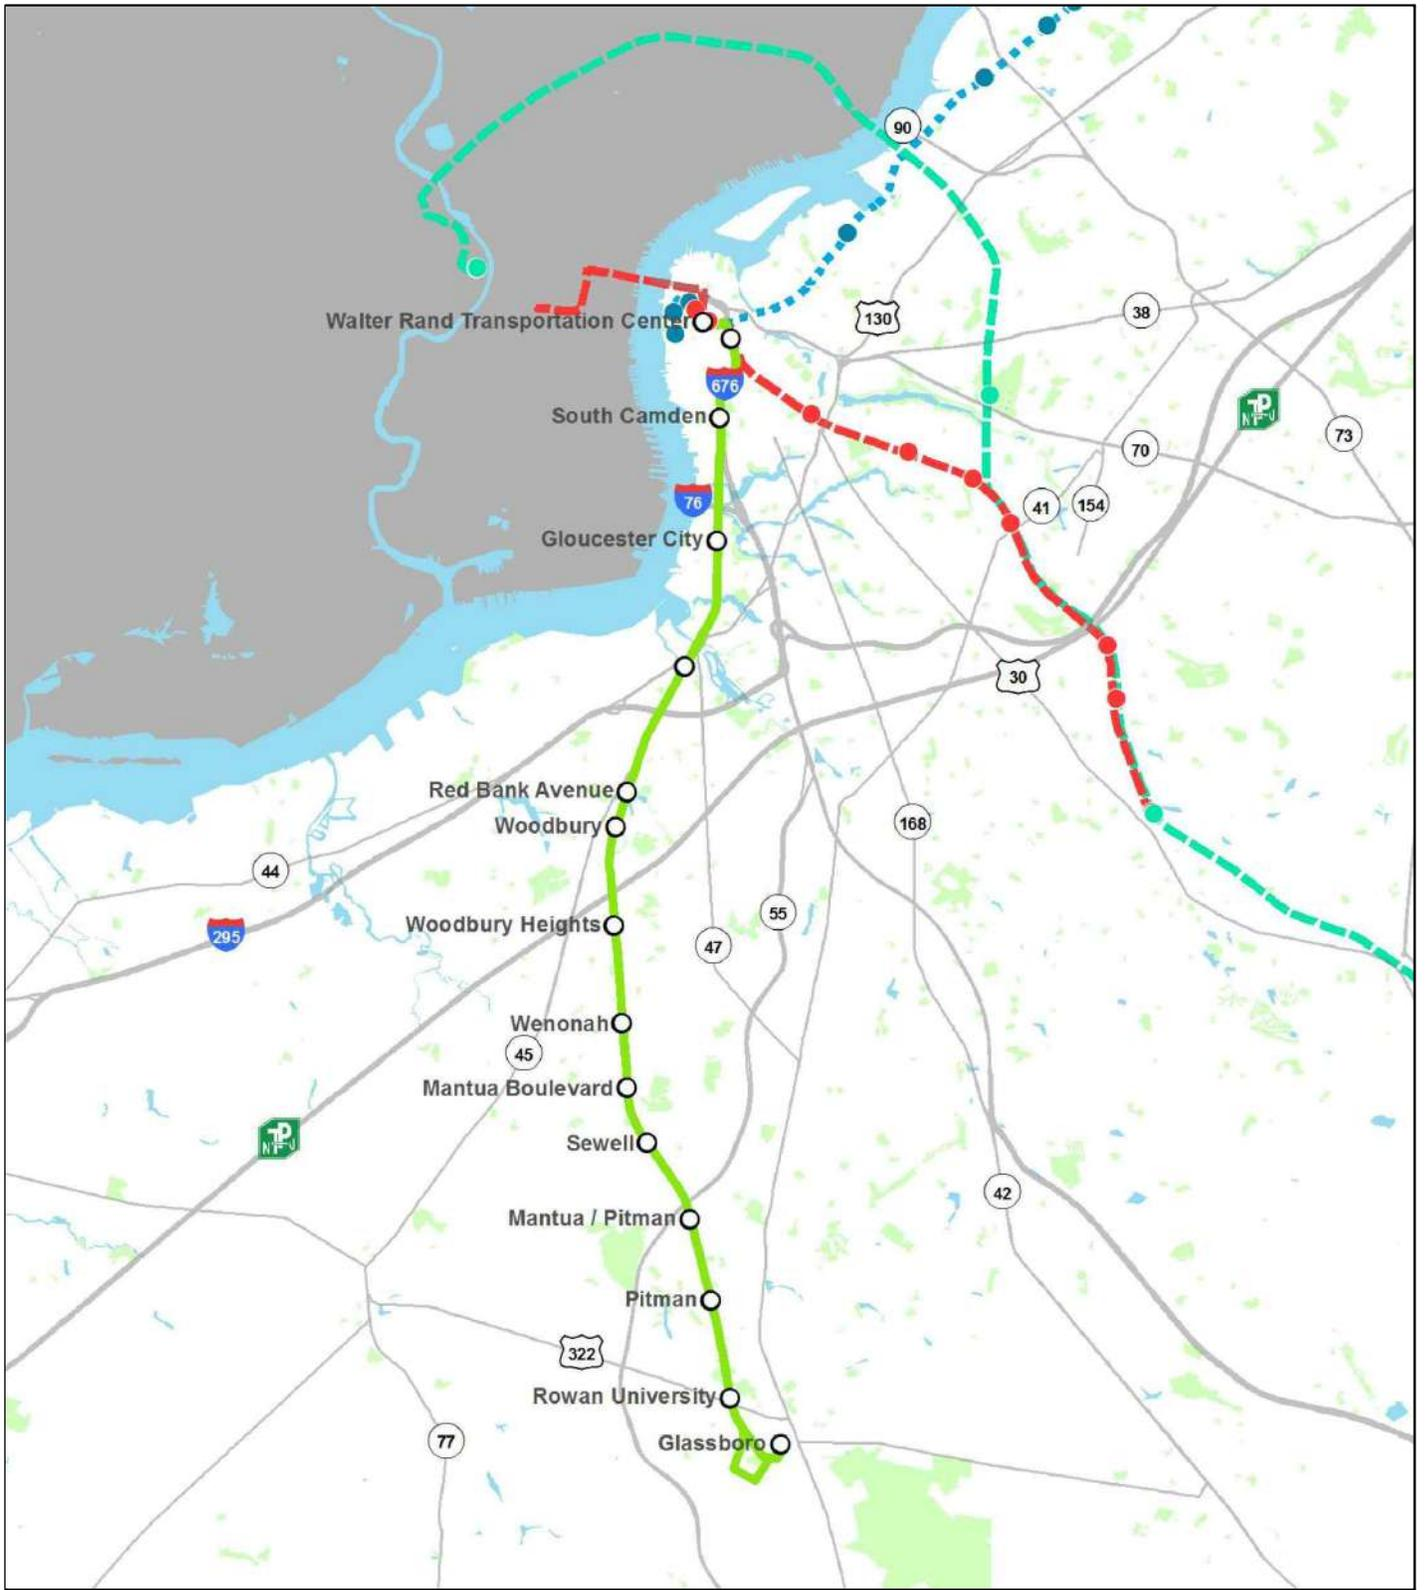 90
Walter Rand Transportation Center
130
38
676
South Camden
73
70
76
41
154
Gloucester City
30
Red Bank Avenue
Woodbury
168
44
55
Woodbury Heights
295
47
Wenonah
45
Mantua Boulevard
Sewell
42
Mantua / Pitman
Pitman
322
Rowan University
77
Glassboro